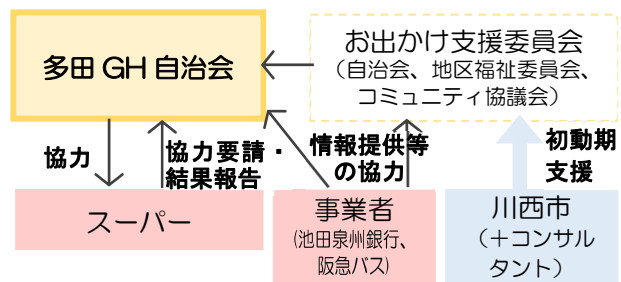 多田 GH 自治会
お出かけ支援委員会
（自治会、地区福祉委員会、
コミュニティ協議会）
協力
協力要請・
結果報告
情報提供等
の協力
初動期
支援
スーパー
事業者
(池田泉州銀行、
阪急バス)
川西市
（＋コンサル
タント）